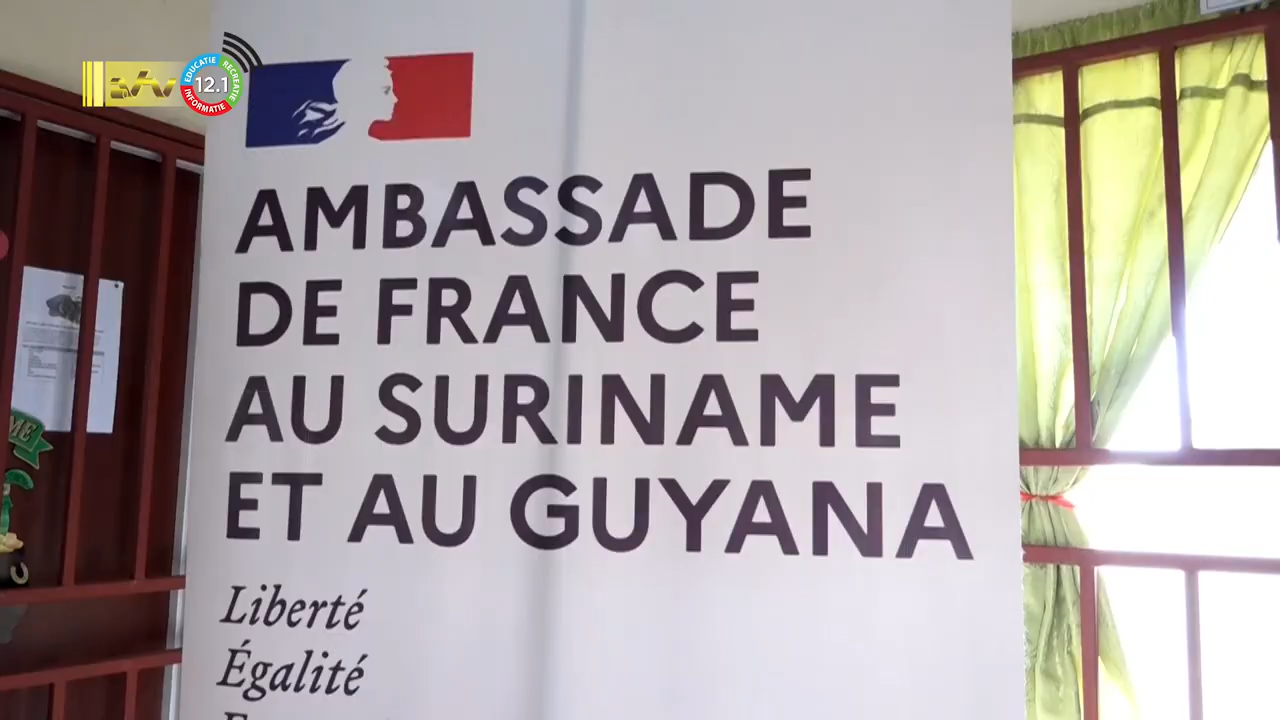 EDUCATIE
RECREATIE
INFORMATIE
12.1
AMBASSADE
DE FRANCE
AU SURINAME
ET AU GUYANA
Liberté
Égalité